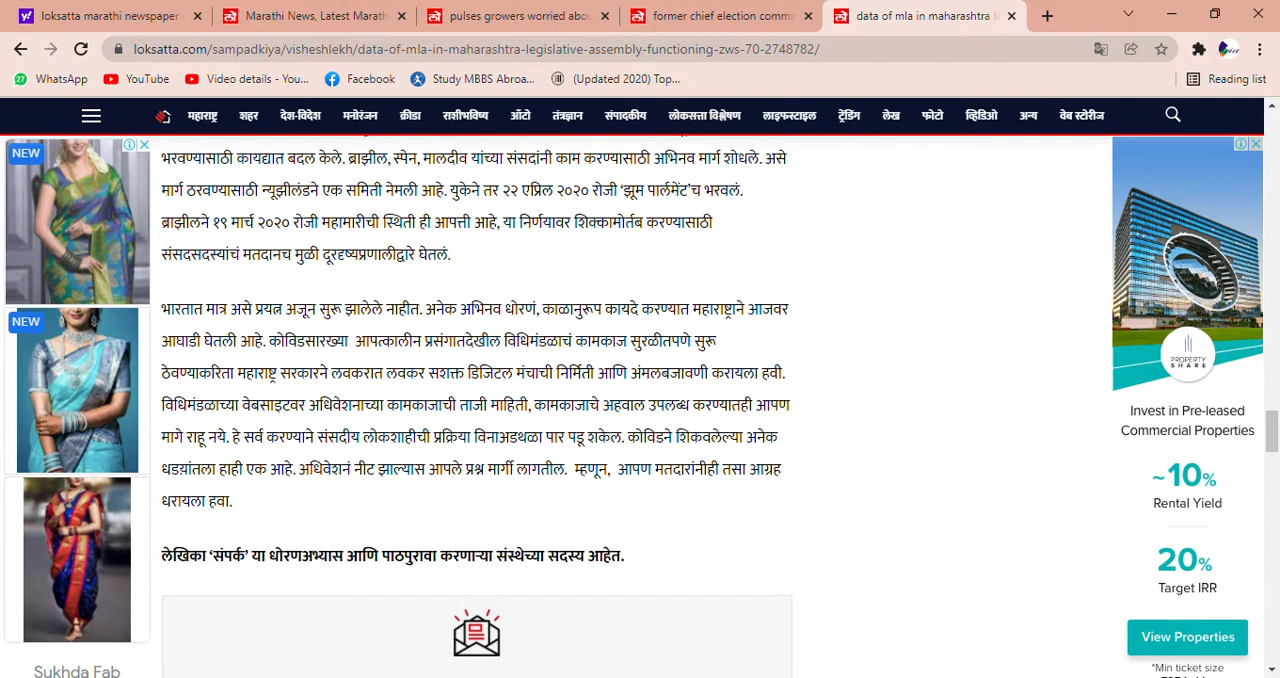 loksatta marathi newspaper
Marathi News, Latest Marath
pulses growers worried abou
former chief election commis
data of mla in maharashtra le
loksatta.com/sampadkiya/visheshlekh/data-of-mla-in-maharashtra-legislative-assembly-functioning-zws-70-2748782/
27 WhatsApp YouTube Video details - You... Facebook Study MBBS Abroa... (Updated 2020) Top... Reading list
महाराष्ट्र शहर देश-विदेश मनोरंजन क्रीडा राशीभविष्य ऑटो तंत्रज्ञान संपादकीय लोकसत्ता विश्लेषण लाइफस्टाइल ट्रेंडिंग लेख फोटो व्हिडिओ अन्य वेब स्टोरीज
भरवण्यासाठी कायद्यात बदल केले. ब्राझील, स्पेन, मालदीव यांच्या संसदांनी काम करण्यासाठी अभिनव मार्ग शोधले. असे
मार्ग ठरवण्यासाठी न्यूझीलंडने एक समिती नेमली आहे. युकेने तर २२ एप्रिल २०२० रोजी ‘झूम पार्लमेंट’च भरवलं.
ब्राझीलने १९ मार्च २०२० रोजी महामारीची स्थिती ही आपत्ती आहे, या निर्णयावर शिक्कामोर्तब करण्यासाठी
संसदसदस्यांचं मतदानच मुळी दूरदृष्यप्रणालीद्वारे घेतलं.
भारतात मात्र असे प्रयत्न अजून सुरू झालेले नाहीत. अनेक अभिनव धोरणं, काळानुरूप कायदे करण्यात महाराष्ट्राने आजवर
आघाडी घेतली आहे. कोविडसारख्या आपत्कालीन प्रसंगातदेखील विधिमंडळाचं कामकाज सुरळीतपणे सुरू
ठेवण्याकरिता महाराष्ट्र सरकारने लवकरात लवकर सशक्त डिजिटल मंचाची निर्मिती आणि अंमलबजावणी करायला हवी.
विधिमंडळाच्या वेबसाइटवर अधिवेशनाच्या कामकाजाची ताजी माहिती, कामकाजाचे अहवाल उपलब्ध करण्यातही आपण
मागे राहू नये. हे सर्व करण्याने संसदीय लोकशाहीची प्रक्रिया विनाअडथळा पार पडू शकेल. कोविडने शिकवलेल्या अनेक
धडय़ांतला हाही एक आहे. अधिवेशनं नीट झाल्यास आपले प्रश्न मार्गी लागतील. म्हणून, आपण मतदारांनीही तसा आग्रह
धरायला हवा.
लेखिका ‘संपर्क’ या धोरणअभ्यास आणि पाठपुरावा करणाऱ्या संस्थेच्या सदस्य आहेत.
NEW
NEW
Sukhda Fab
PROPERTY
SHARE
Invest in Pre-leased
Commercial Properties
~10%
Rental Yield
20%
Target IRR
View Properties
*Min ticket size